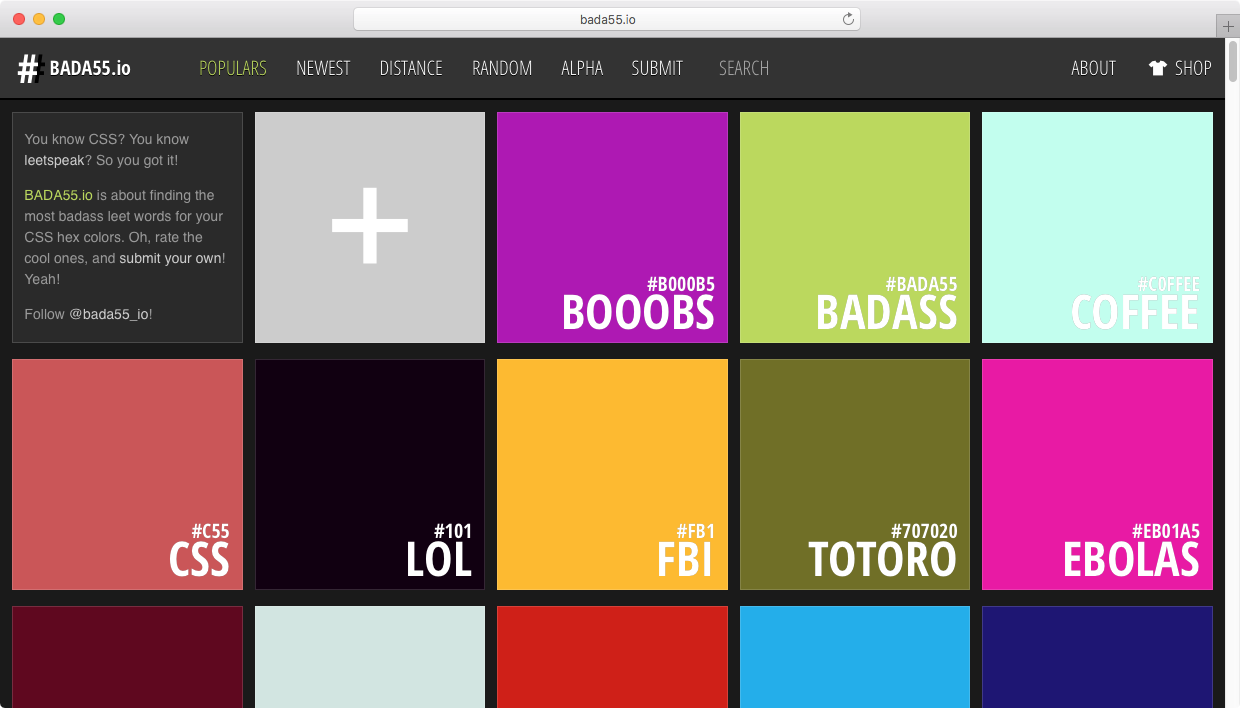 bada55.io
# BADA55.io
POPULARS NEWEST DISTANCE RANDOM ALPHA SUBMIT SEARCH ABOUT SHOP
You know CSS? You know
leetspeak? So you got it!
BADA55.io is about finding the
most badass leet words for your
CSS hex colors. Oh, rate the
cool ones, and submit your own!
Yeah!
Follow @bada55_io!
#B000B5
BOOOBS
#BADA55
BADASS
#C0FFEE
COFFEE
#C55
CSS
#101
LOL
#FB1
FBI
#707020
TOTORO
#EB01A5
EBOLAS